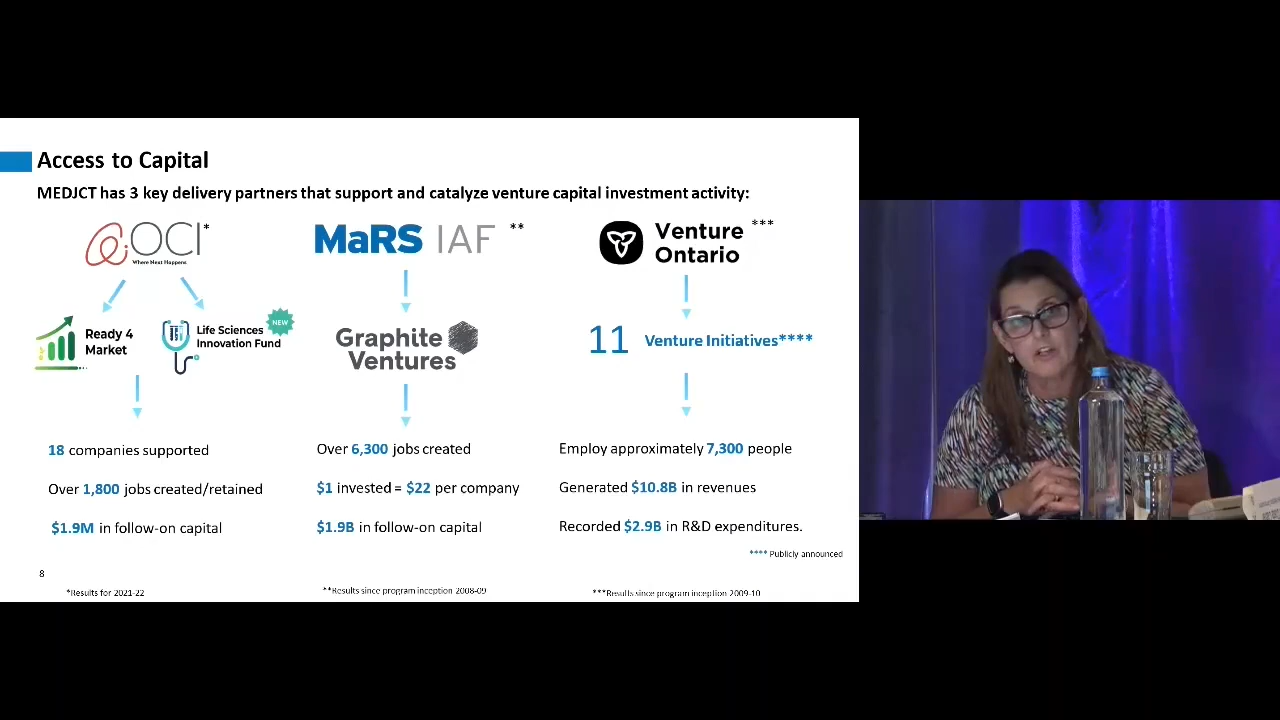 Access to Capital
MEDJCT has 3 key delivery partners that support and catalyze venture capital investment activity:
OCI*
Where Next Happens
MaRS IAF **
Venture Ontario ***
Ready 4
Market
Life Sciences
Innovation Fund
NEW
Graphite
Ventures
11 Venture Initiatives****
18 companies supported
Over 1,800 jobs created/retained
$1.9M in follow-on capital
Over 6,300 jobs created
$1 invested = $22 per company
$1.9B in follow-on capital
Employ approximately 7,300 people
Generated $10.8B in revenues
Recorded $2.9B in R&D expenditures.
**** Publicly announced
8
*Results for 2021-22
**Results since program inception 2008-09
***Results since program inception 2009-10